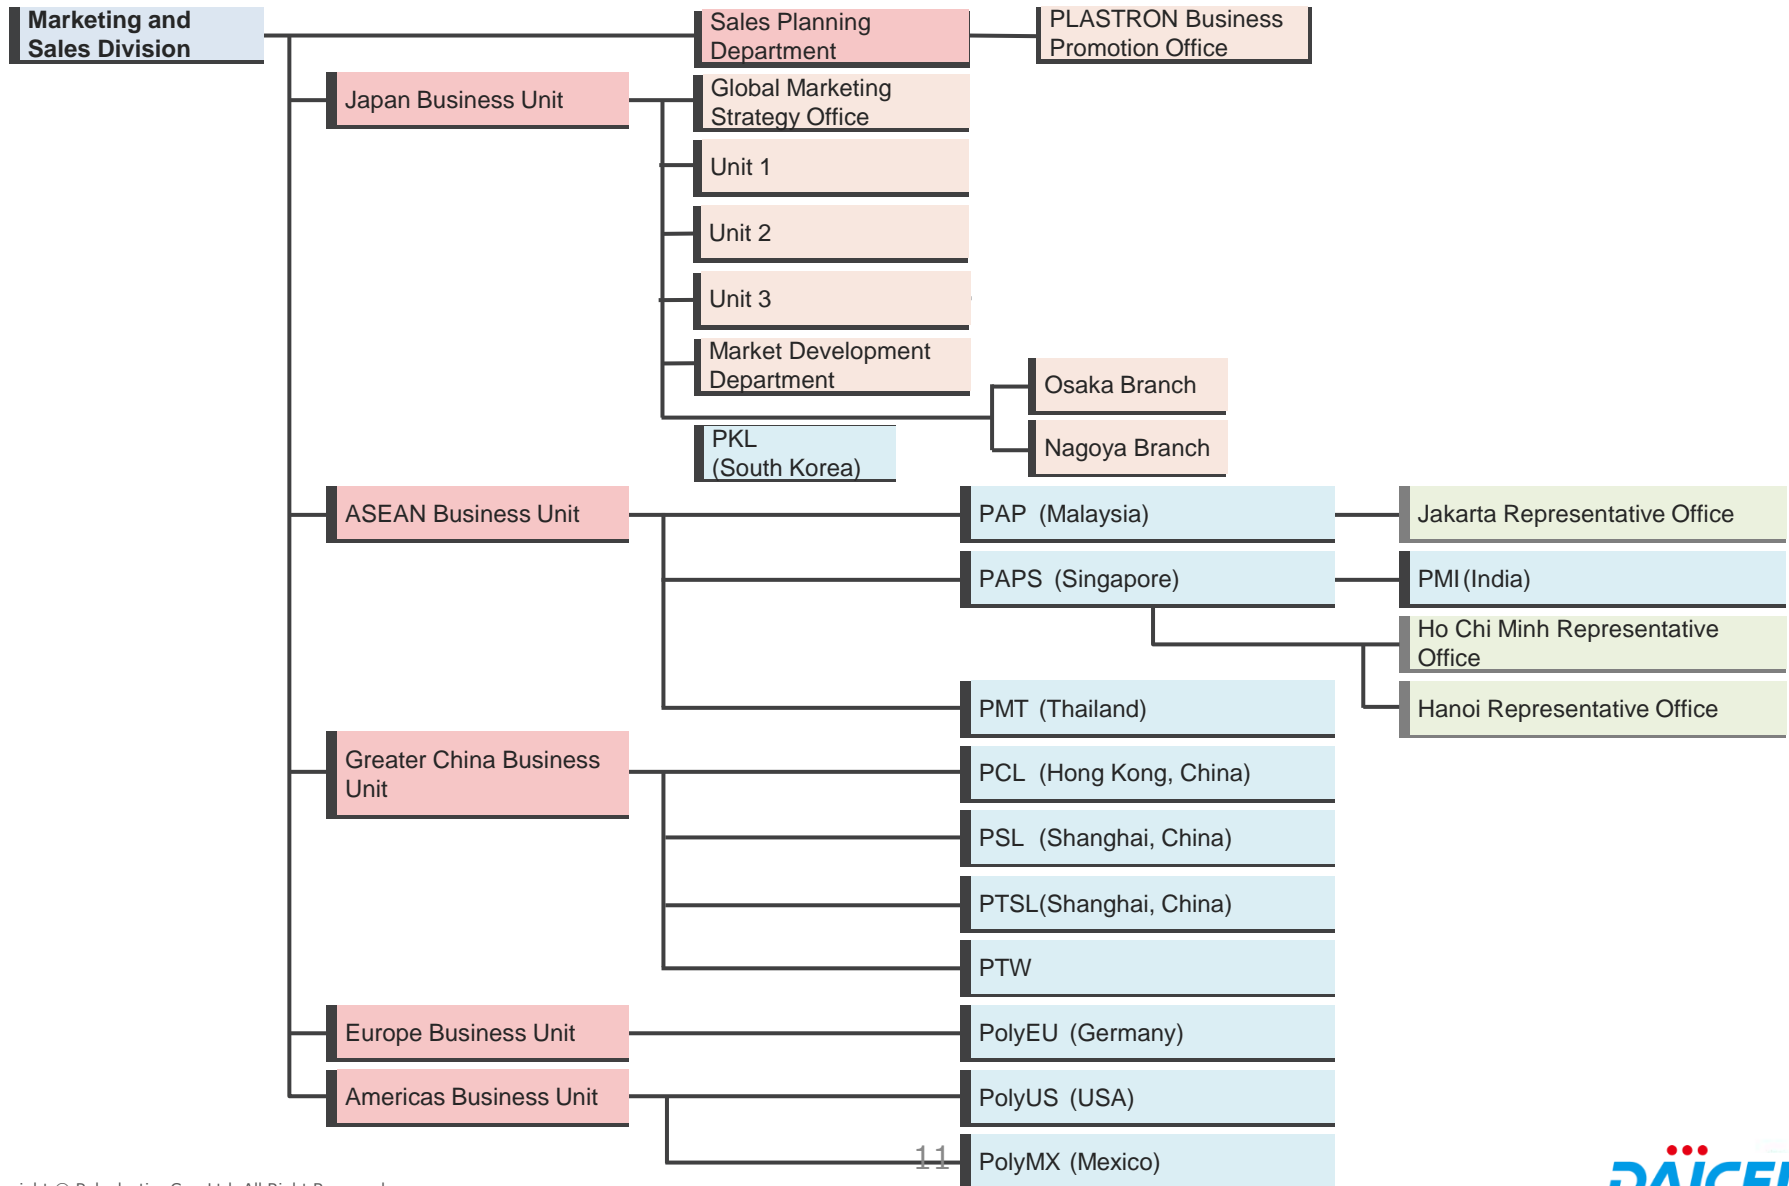 Marketing and
Sales Division
Sales Planning
Department
PLASTRON Business
Promotion Office
Japan Business Unit
Global Marketing
Strategy Office
Unit 1
Unit 2
Unit 3
Market Development
Department
Osaka Branch
Nagoya Branch
PKL
(South Korea)
ASEAN Business Unit
PAP (Malaysia)
Jakarta Representative Office
PAPS (Singapore)
PMI (India)
Ho Chi Minh Representative
Office
PMT (Thailand)
Hanoi Representative Office
Greater China Business
Unit
PCL (Hong Kong, China)
PSL (Shanghai, China)
PTSL(Shanghai, China)
PTW
Europe Business Unit
PolyEU (Germany)
Americas Business Unit
PolyUS (USA)
11
PolyMX (Mexico)